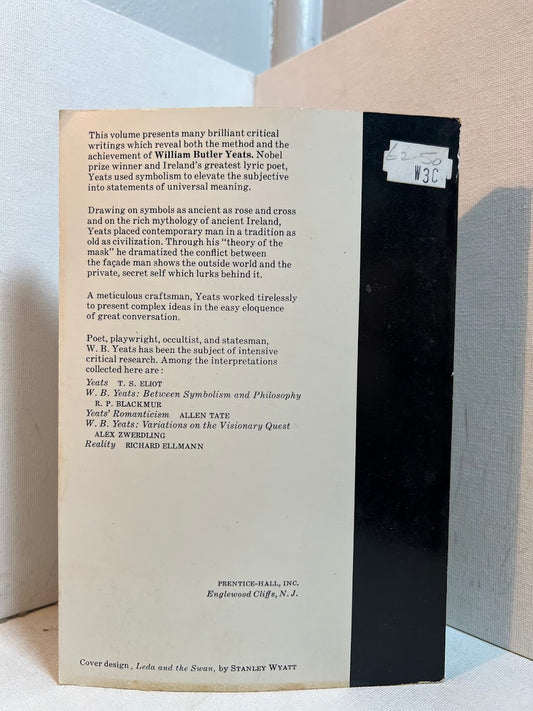 This volume presents many brilliant critical
writings which reveal both the method and the
achievement of William Butler Yeats. Nobel
prize winner and Ireland's greatest lyric poet,
Yeats used symbolism to elevate the subjective
into statements of universal meaning.
Drawing on symbols as ancient as rose and cross
and on the rich mythology of ancient Ireland,
Yeats placed contemporary man in a tradition as
old as civilization. Through his "theory of the
mask" he dramatized the conflict between
the façade man shows the outside world and the
private, secret self which lurks behind it.
A meticulous craftsman, Yeats worked tirelessly
to present complex ideas in the easy eloquence
of great conversation.
Poet, playwright, occultist, and statesman,
W. B. Yeats has been the subject of intensive
critical research. Among the interpretations
collected here are :
Yeats T. S. ELIOT
W. B. Yeats: Between Symbolism and Philosophy
R. P. BLACKMUR
Yeats' Romanticism ALLEN TATE
W. B. Yeats: Variations on the Visionary Quest
ALEX ZWERDLING
Reality RICHARD ELLMANN
PRENTICE-HALL, INC.
Englewood Cliffs, N. J.
Cover design, Leda and the Swan, by STANLEY WYATT
£2.50
W3C